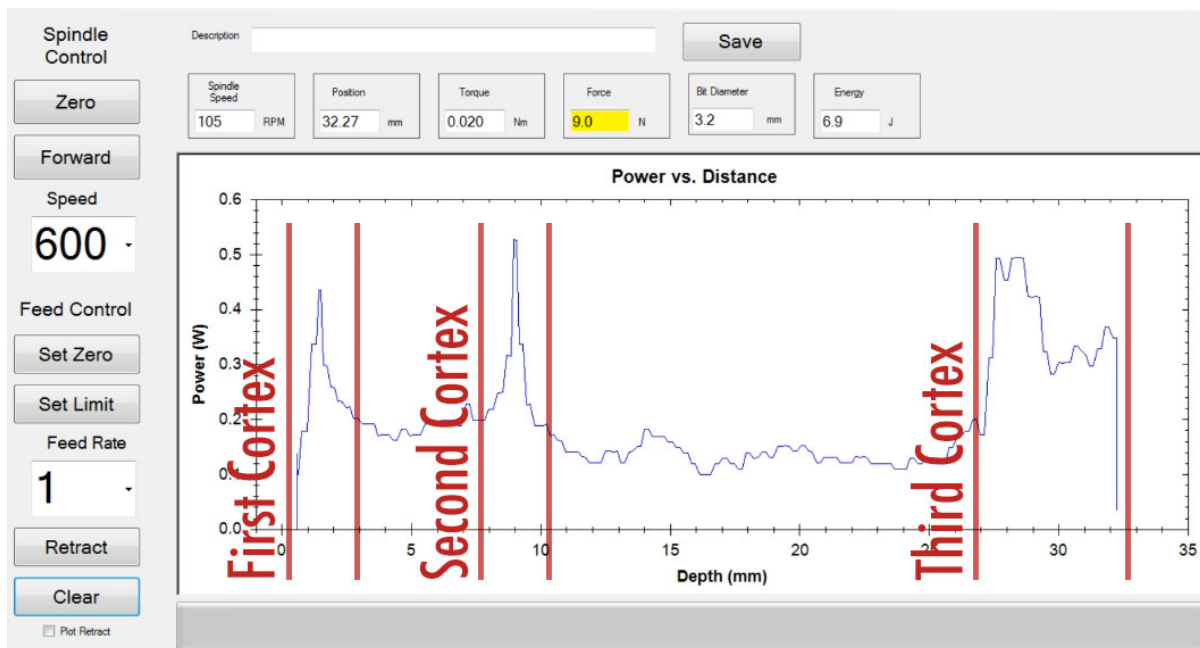 Spindle
Control
Zero
Forward
Speed
600
Feed Control
Set Zero
Set Limit
Feed Rate
1
Retract
Clear
Plot Retract
Description
Save
Spindle
Speed
105 RPM
Position
32.27 mm
Torque
0.020 Nm
Force
9.0 N
Bit Diameter
3.2 mm
Energy
6.9 J
Power vs. Distance
Power (W)
0.6
0.5
0.4
0.3
0.2
0.0
First Cortex
Second Cortex
Third Cortex
0 5 10 15 20 25 30 35
Depth (mm)